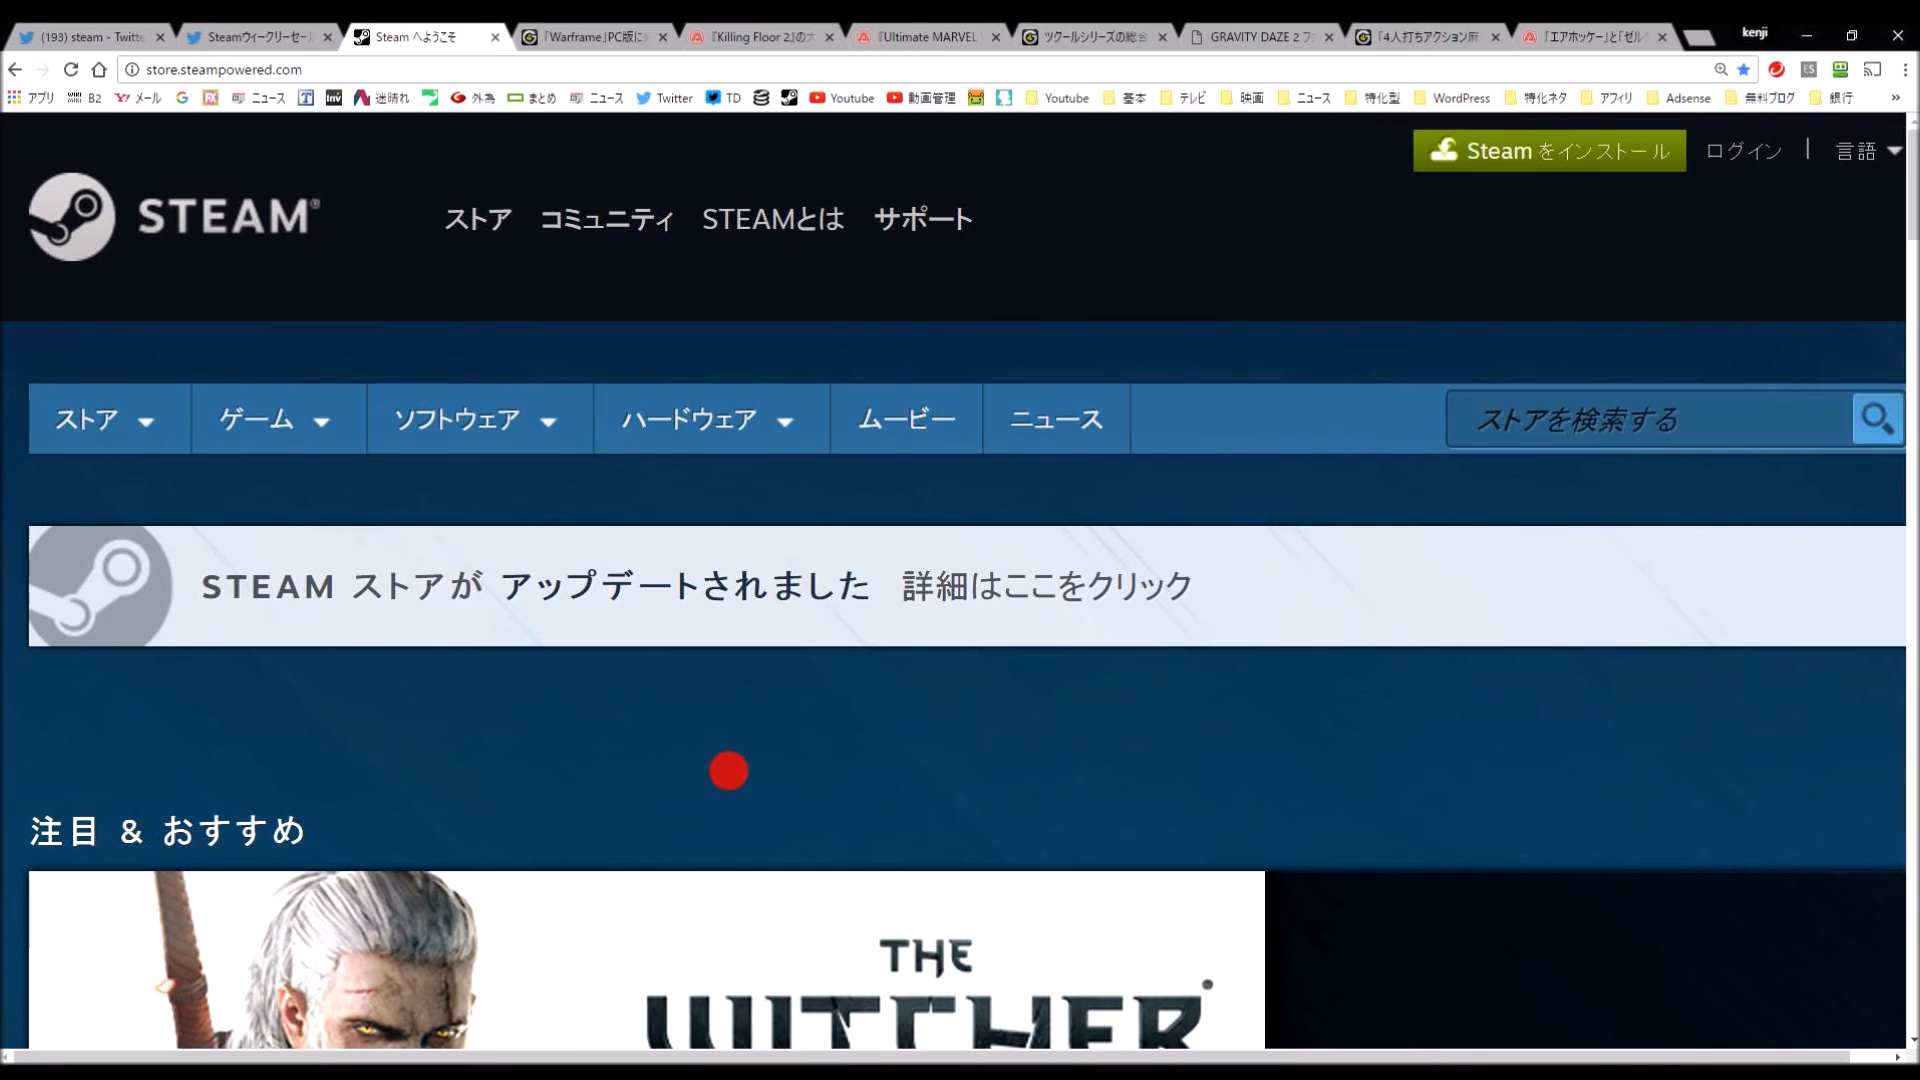 (193) steam - Twitte
Steamウィークリーセール
Steam へようこそ
「Warframe」PC版に
『Killing Floor 2』の大
『Ultimate MARVEL
ツクールシリーズの総合
GRAVITY DAZE 2 フ
「4人打ちアクション麻
「エアホッケー」と「ゼル
kenji
store.steampowered.com
アプリ B2 メール ニュース 迷晴れ 外為 まとめ ニュース Twitter TD Youtube 動画管理 Youtube 基本 テレビ 映画 ニュース 特化型 WordPress 特化ネタ アフィリ Adsense 無料ブログ 銀行 »
Steam をインストール ログイン | 言語
STEAM®
ストア コミュニティ STEAMとは サポート
ストア ゲーム ソフトウェア ハードウェア ムービー ニュース ストアを検索する
STEAM ストアが アップデートされました 詳細はここをクリック
注目 & おすすめ
THE
WITCHER